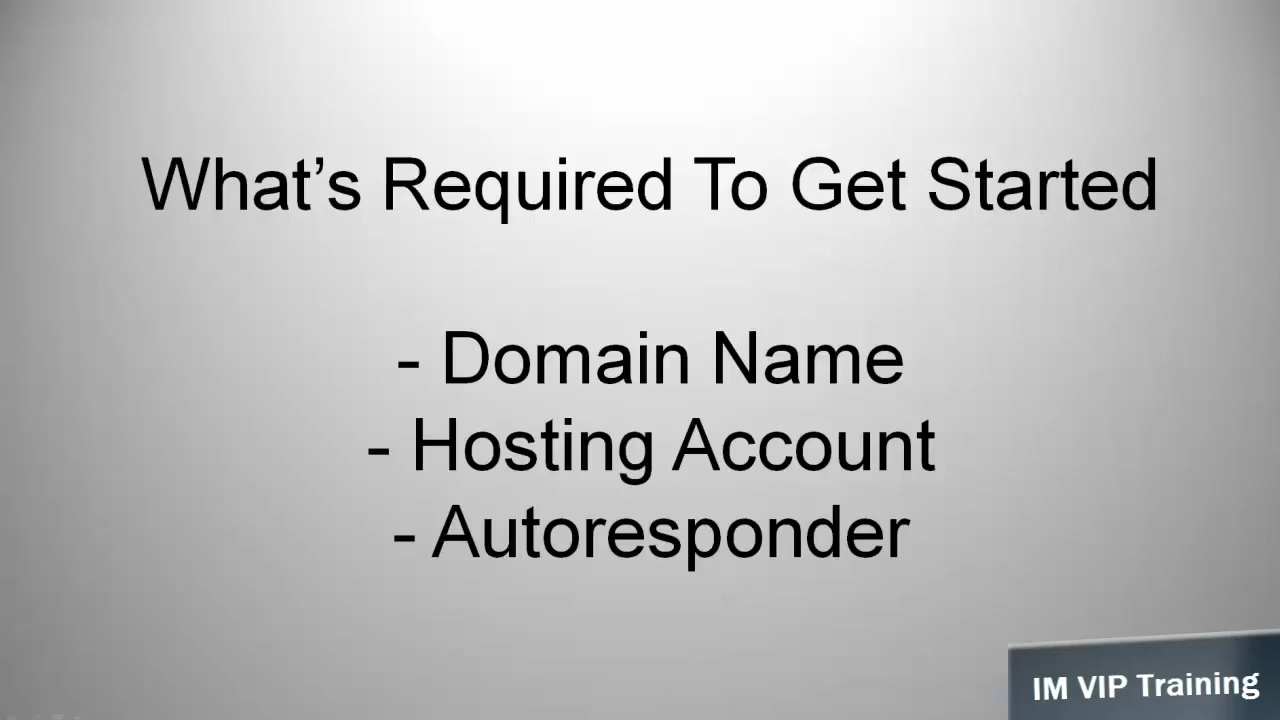 What’s Required To Get Started
- Domain Name
- Hosting Account
- Autoresponder
IM VIP Training